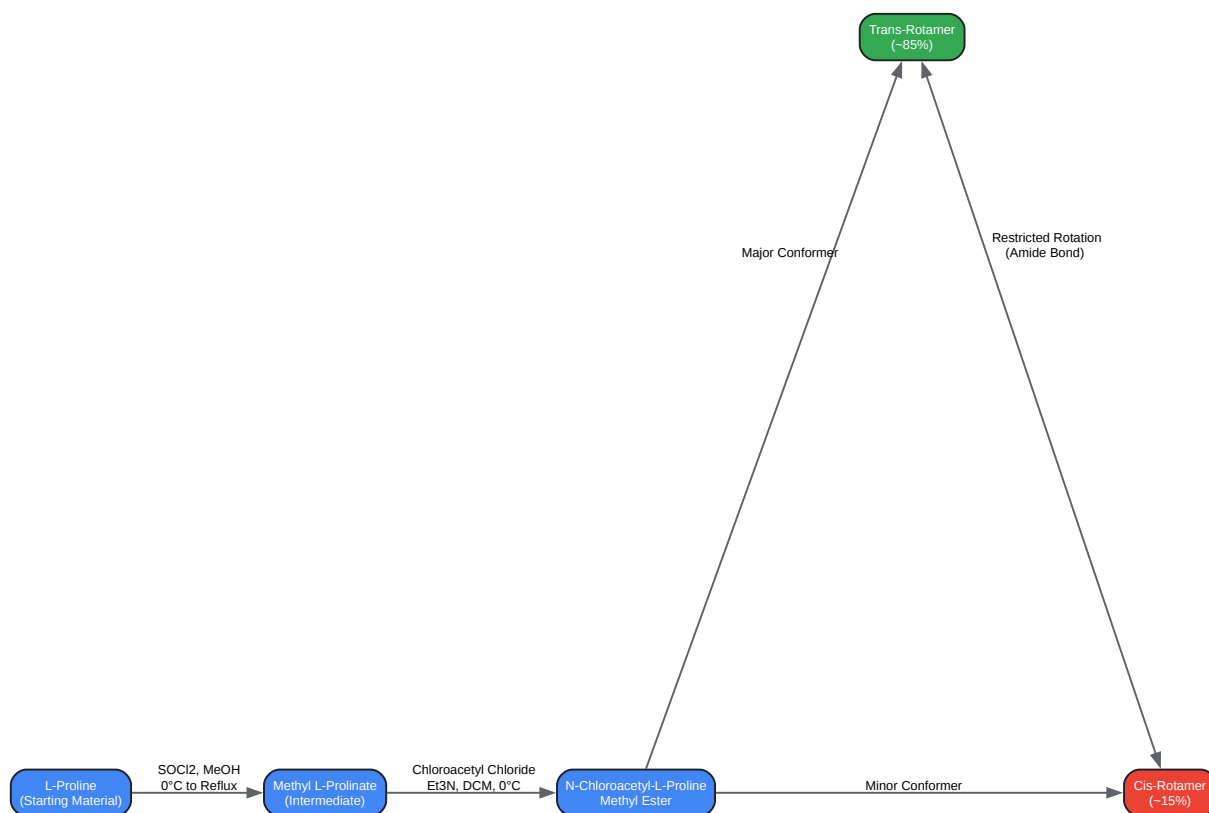 Trans-Rotamer
(~85%)
Major Conformer
Restricted Rotation
(Amide Bond)
L-Proline
(Starting Material)
SOCl2, MeOH
0°C to Reflux
Methyl L-Prolinate
(Intermediate)
Chloroacetyl Chloride
Et3N, DCM, 0°C
N-Chloroacetyl-L-Proline
Methyl Ester
Minor Conformer
Cis-Rotamer
(~15%)